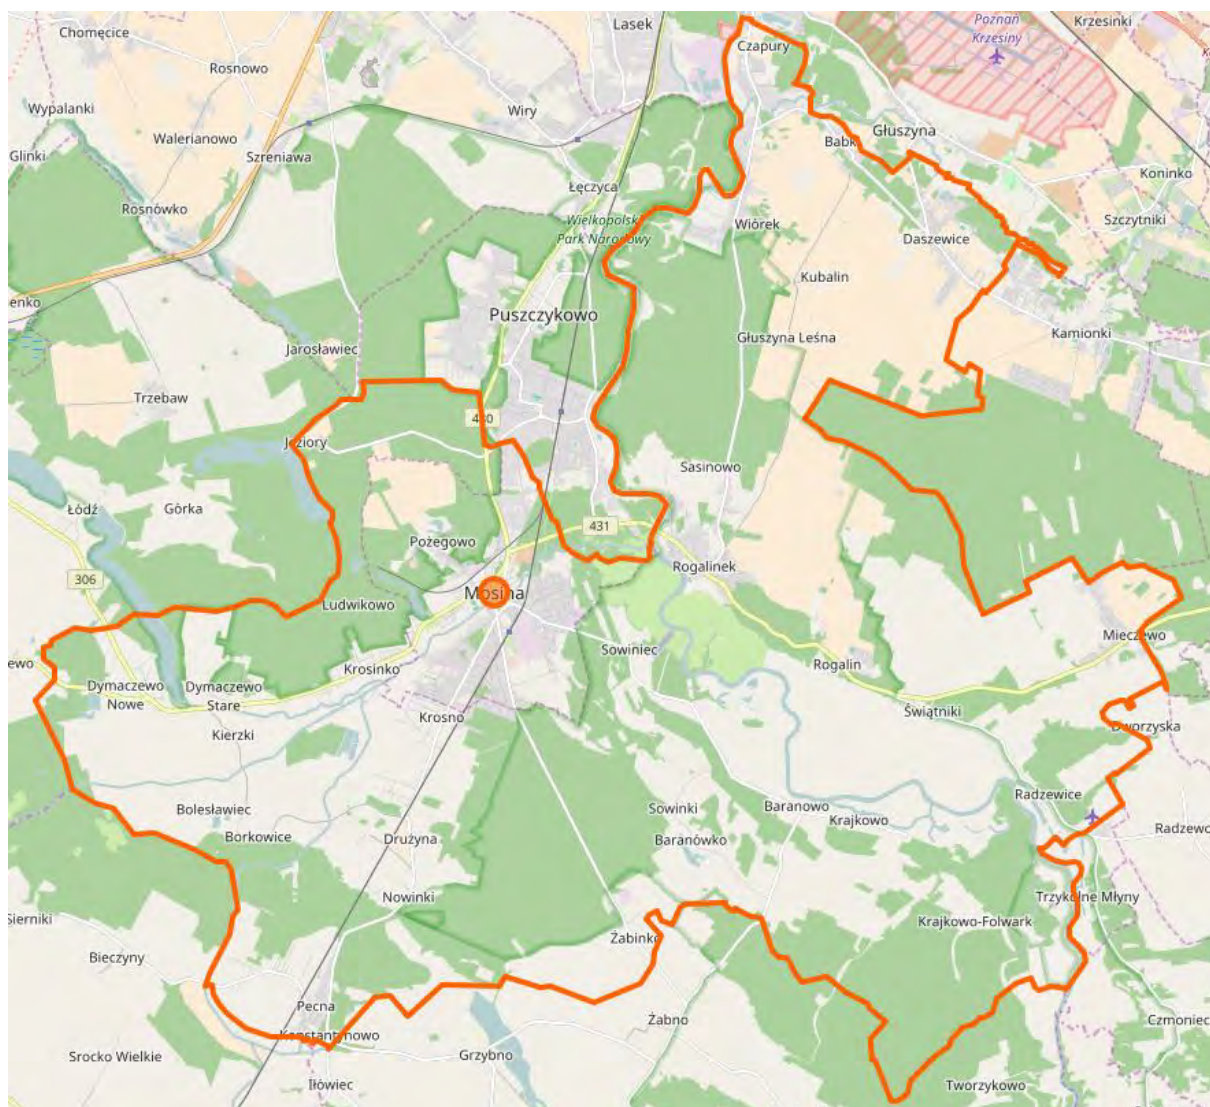 Poznań
Krzesiny
Krzesinki
Lasek
Chomęcice
Czapury
Rosnowo
Wypalanki
Wiry
Walerianowo
Głuszyna
Babk
Glinki
Szreniawa
Koninko
Łęczyca
Rosnówko
Wielkopolski
Park Narodowy
Wiórek
Szczytniki
Daszewice
Kubalin
enko
Puszczykowo
Głuszyna Leśna
Kamionki
Jarosławiec
Trzebaw
430
Jeziory
Sasinowo
Łódź
Górka
431
Pożegowo
306
Rogalinek
Mosina
Ludwikowo
Mieczewo
Sowiniec
ewo
Krosinko
Rogalin
Dymaczewo
Nowe
Dymaczewo
Stare
Świątniki
Krosno
Dworzyska
Kierzki
Radzewice
Bolesławiec
Sowinki
Baranowo
Krajkowo
Radzewo
Borkowice
Drużyna
Baranówko
Nowinki
Trzykolne Młyny
Sierniki
Krajkowo-Folwark
Żabinko
Bieczyny
Pecna
Żabno
Czmoniec
Konstantynowo
Srocko Wielkie
Grzybno
Iłówiec
Tworzykowo